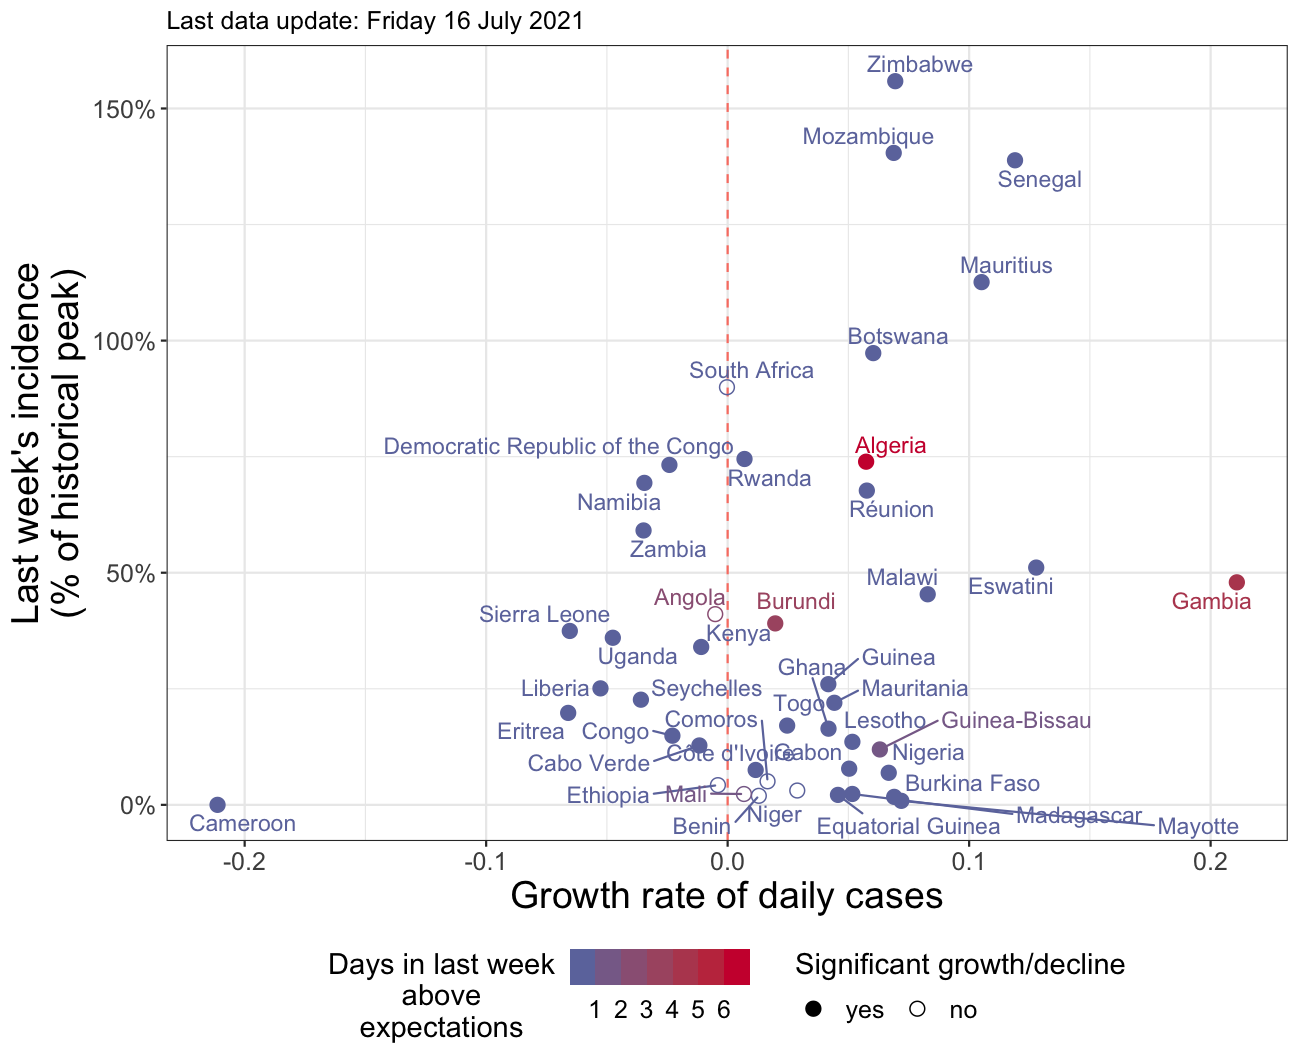 Last data update: Friday 16 July 2021
Last week's incidence
(% of historical peak)
150%
100%
50%
0%
Zimbabwe
Mozambique
Senegal
Mauritius
Botswana
South Africa
Democratic Republic of the Congo
Algeria
Rwanda
Namibia
Réunion
Zambia
Malawi
Eswatini
Angola
Burundi
Gambia
Sierra Leone
Kenya
Uganda
Guinea
Ghana
Liberia
Seychelles
Mauritania
Togo
Comoros
Lesotho
Guinea-Bissau
Eritrea
Congo
Côte d'Ivoire
Gabon
Nigeria
Cabo Verde
Burkina Faso
Ethiopia
Mali
Niger
Madagascar
Cameroon
Benin
Equatorial Guinea
Mayotte
-0.2
-0.1
0.0
0.1
0.2
Growth rate of daily cases
Days in last week
above
expectations
1 2 3 4 5 6
Significant growth/decline
yes
no